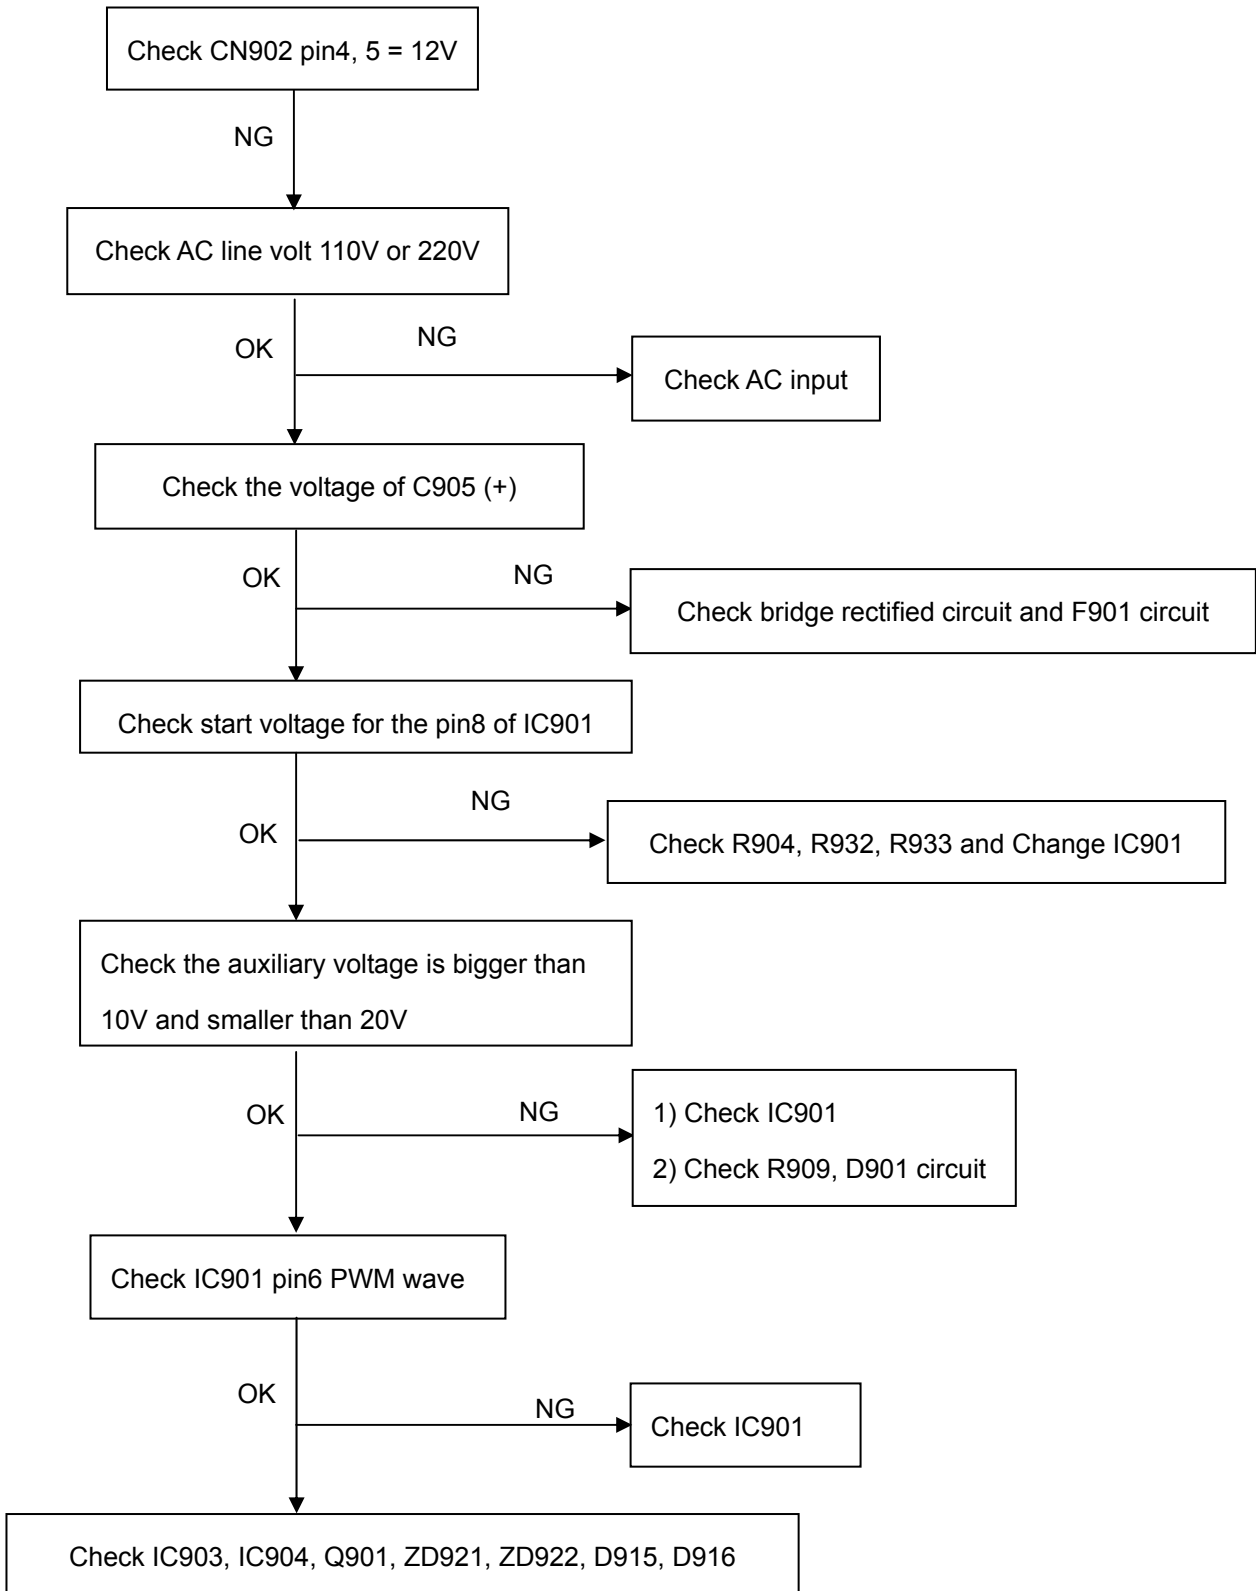 Check CN902 pin4, 5 = 12V
NG
Check AC line volt 110V or 220V
OK
NG
Check AC input
Check the voltage of C905 (+)
OK
NG
Check bridge rectified circuit and F901 circuit
Check start voltage for the pin8 of IC901
OK
NG
Check R904, R932, R933 and Change IC901
Check the auxiliary voltage is bigger than
10V and smaller than 20V
OK
NG
1) Check IC901
2) Check R909, D901 circuit
Check IC901 pin6 PWM wave
OK
NG
Check IC901
Check IC903, IC904, Q901, ZD921, ZD922, D915, D916